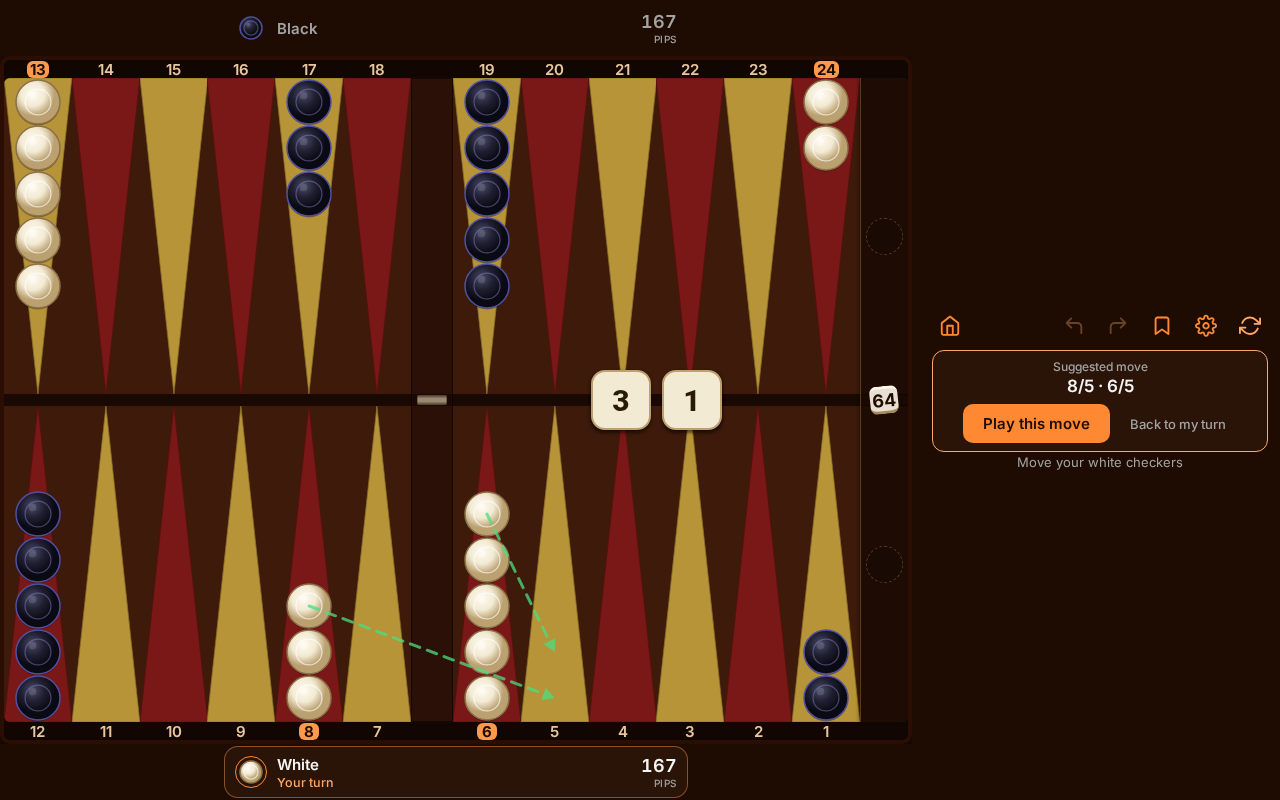 Black
167
PIPS
13 14 15 16 17 18 19 20 21 22 23 24
3 1
64
Suggested move
8/5 · 6/5
Play this move Back to my turn
Move your white checkers
12 11 10 9 8 7 6 5 4 3 2 1
White
Your turn
167
PIPS